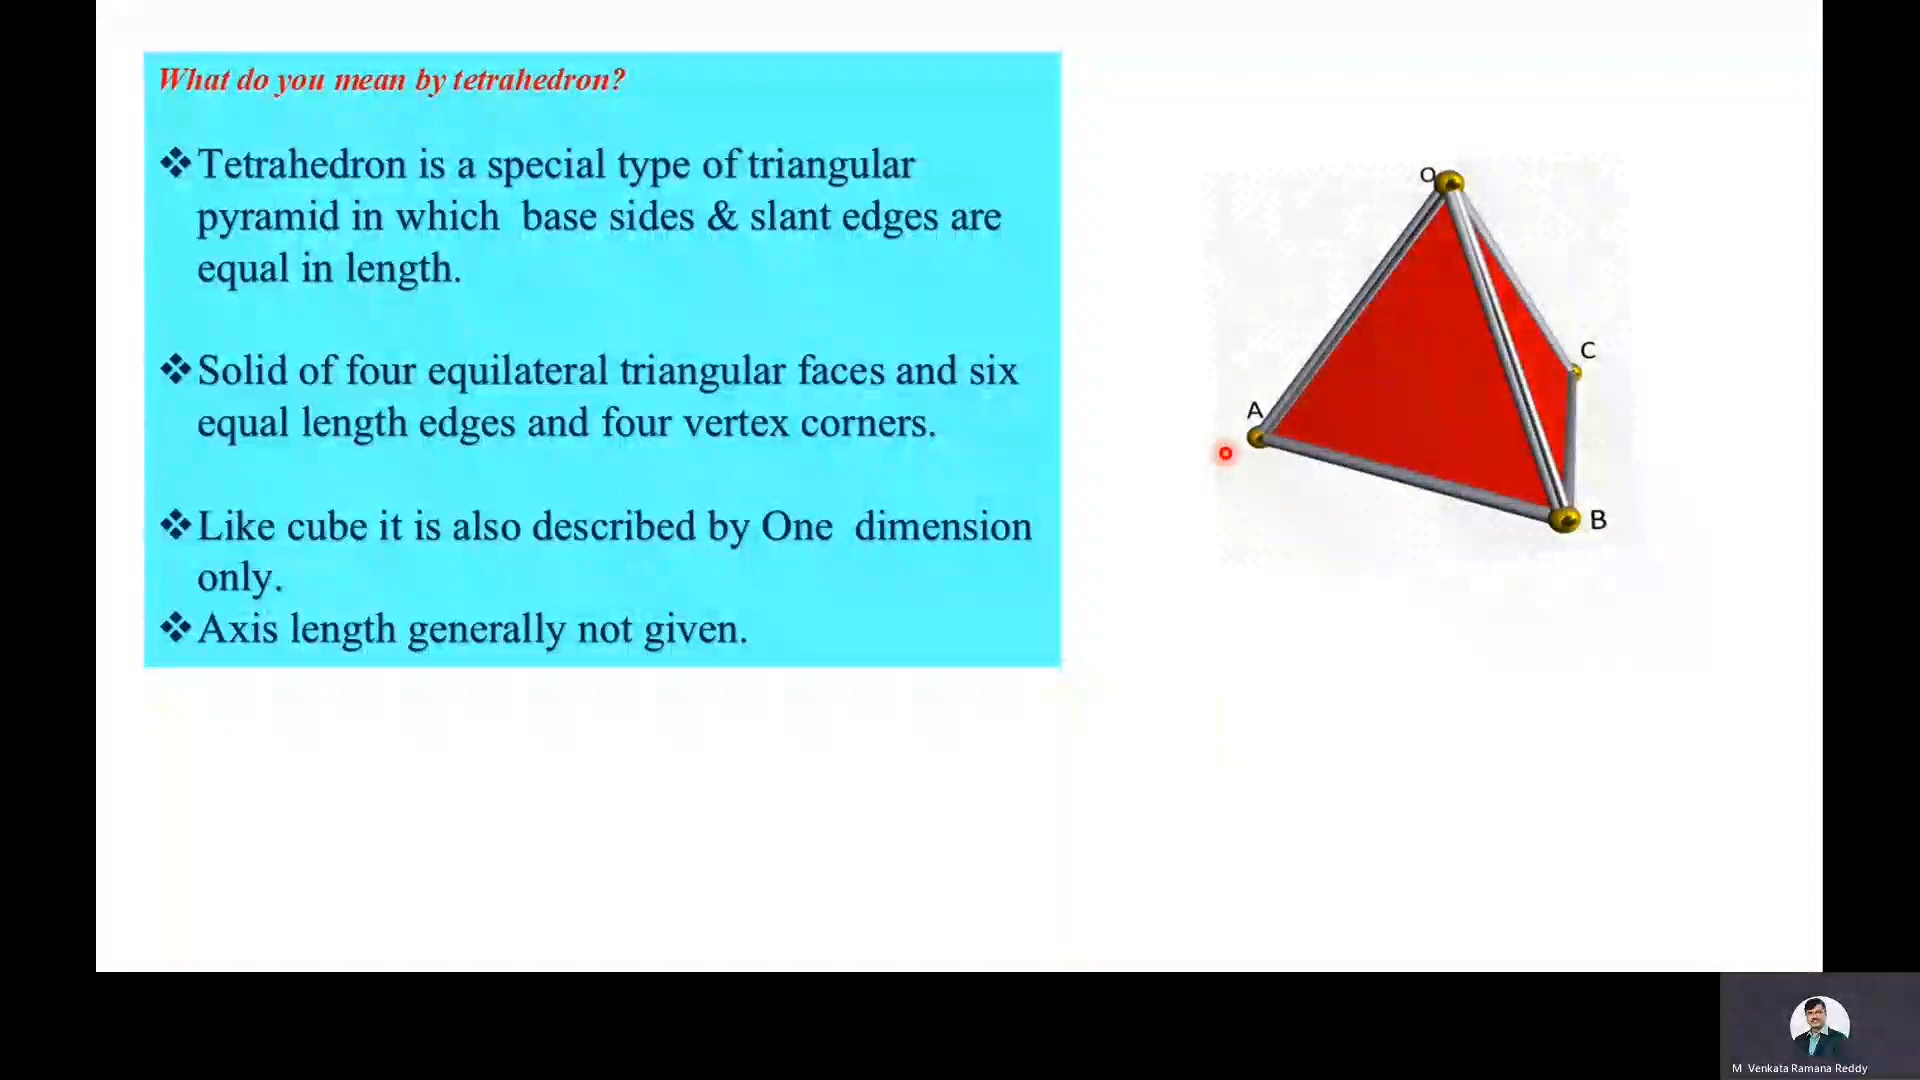 What do you mean by tetrahedron?
❖Tetrahedron is a special type of triangular
pyramid in which base sides & slant edges are
equal in length.
❖Solid of four equilateral triangular faces and six
equal length edges and four vertex corners.
❖Like cube it is also described by One dimension
only.
❖Axis length generally not given.
O
C
A
B
M Venkata Ramana Reddy